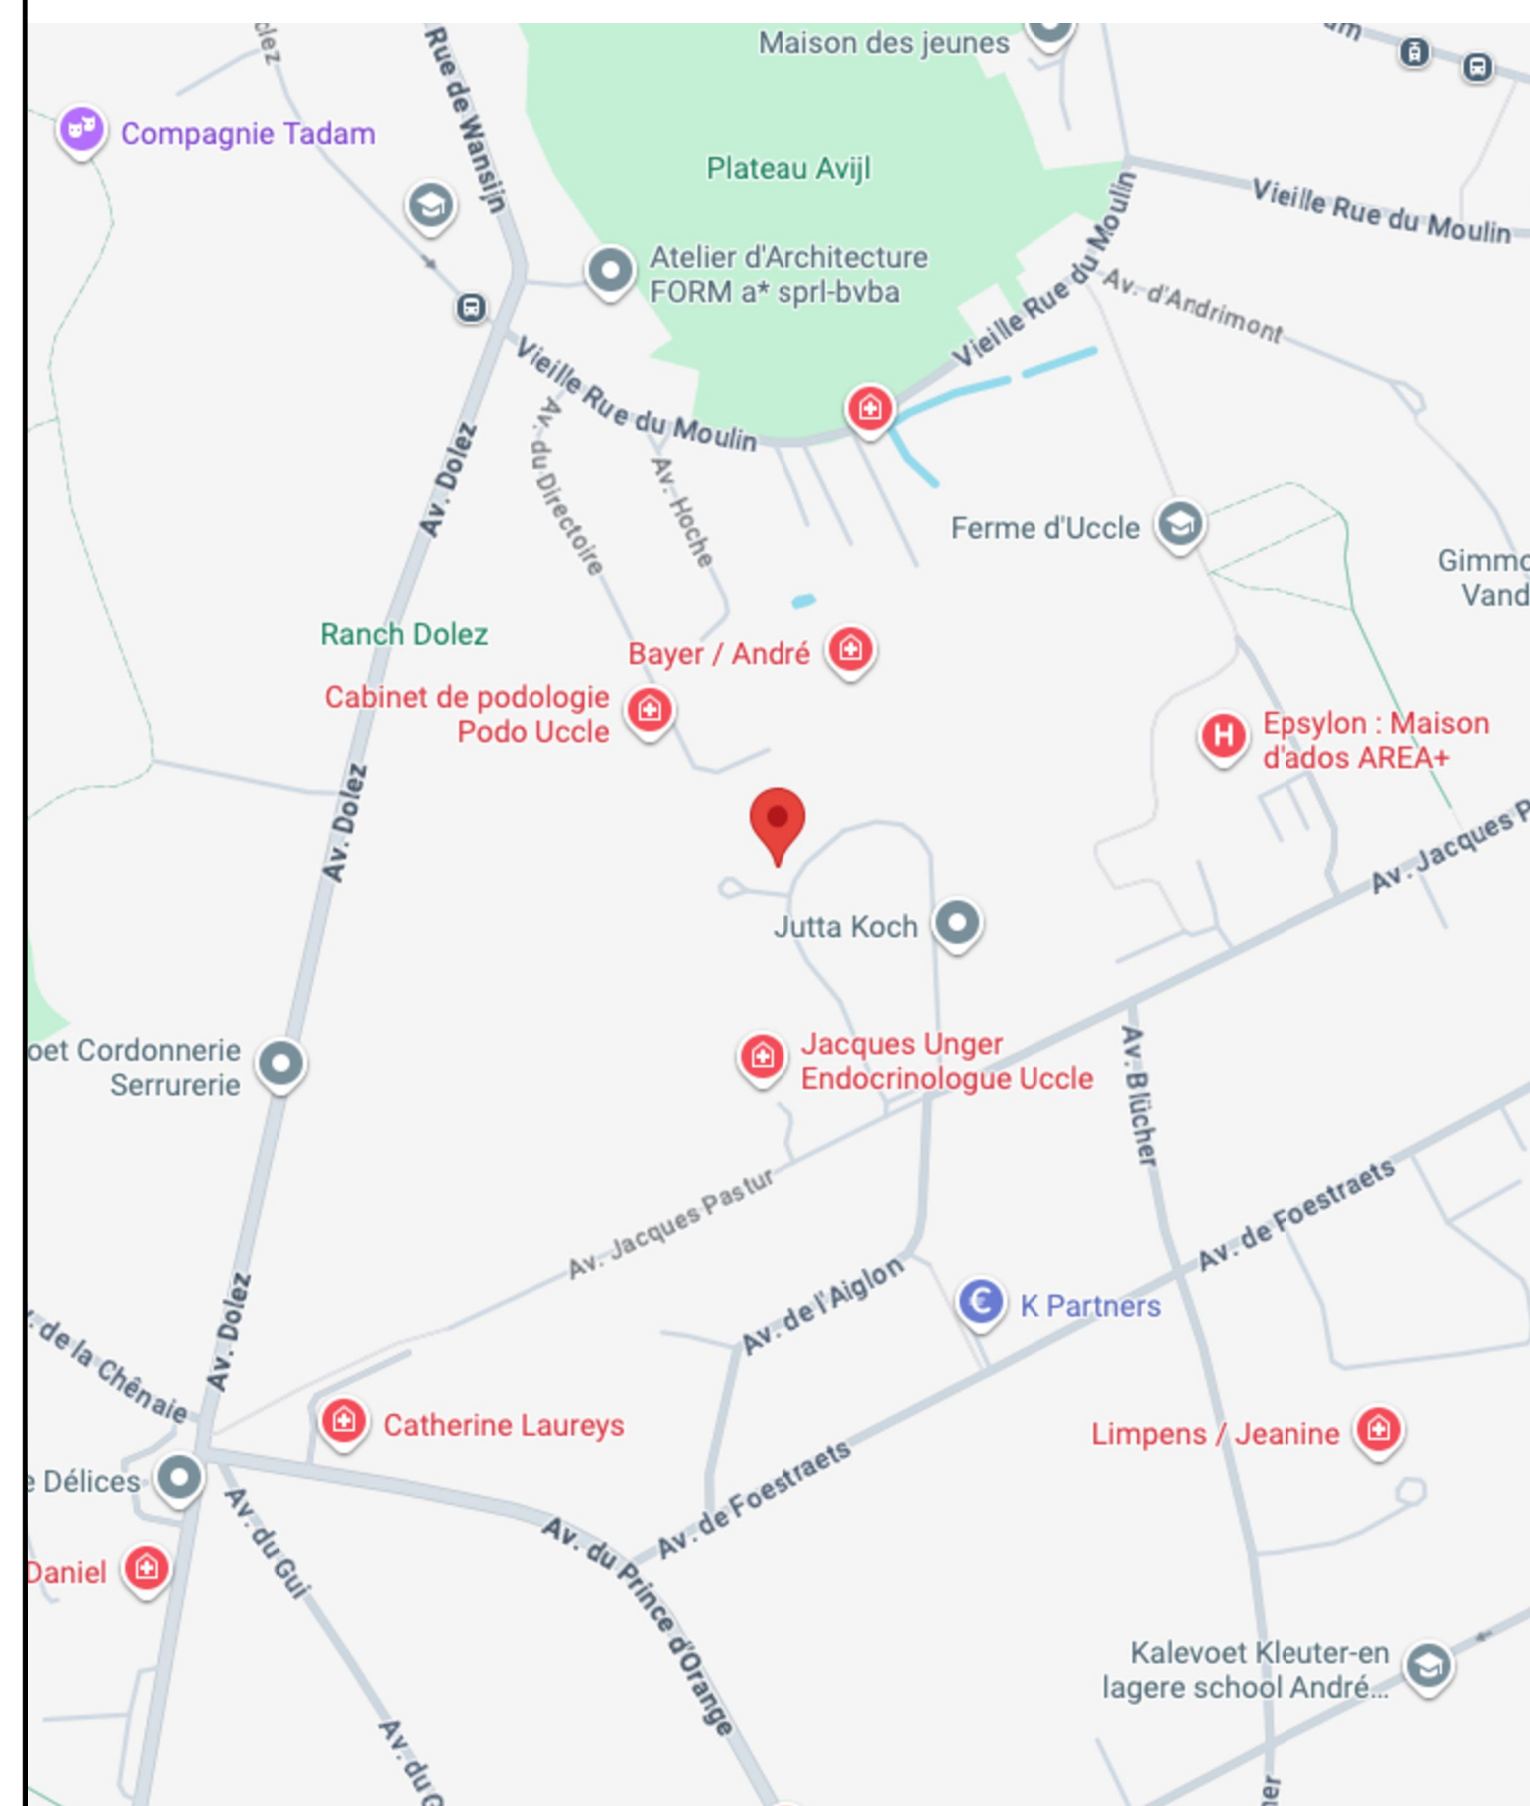 Maison des jeunes
Rue de Wansijn
Compagnie Tadam
Plateau Avijl
Vieille Rue du Moulin
Vieille Rue du Moulin
Atelier d'Architecture
FORM a* sprl-bvba
Av. d'Andrimont
Vieille Rue du Moulin
Av. Dolez
Av. du Directoire
Av. Hoche
Ferme d'Uccle
Gimmo
Vand
Ranch Dolez
Bayer / André
Cabinet de podologie
Podo Uccle
Epsylon : Maison
d'ados AREA+
Av. Dolez
Av. Jacques P
Jutta Koch
oet Cordonnerie
Serrurerie
Jacques Unger
Endocrinologue Uccle
Av. Blücher
Av. Jacques Pastur
Av. de Foestraets
Av. Dolez
Av. de l'Aiglon
K Partners
. de la Chênaie
Catherine Laureys
Limpens / Jeanine
e Délices
Av. du Gui
Av. de Foestraets
Av. du Prince d'Orange
Daniel
Kalevoet Kleuter-en
lagere school André...
Av. du G
her